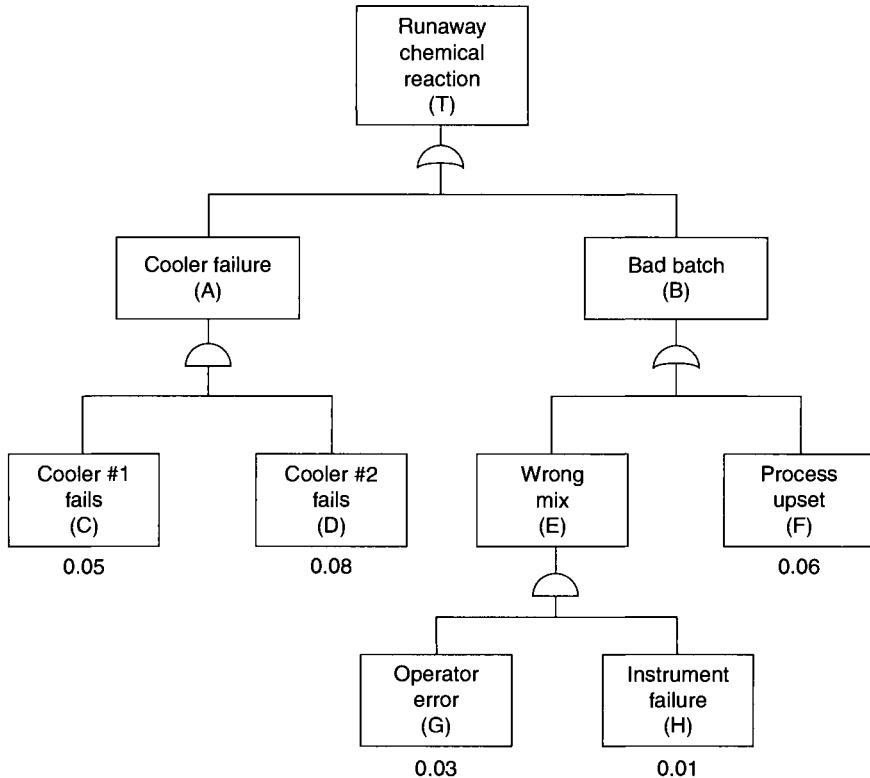 Runaway
chemical
reaction
(T)
Cooler failure
(A)
Bad batch
(B)
Cooler #1
fails
(C)
0.05
Cooler #2
fails
(D)
0.08
Wrong
mix
(E)
Process
upset
(F)
0.06
Operator
error
(G)
0.03
Instrument
failure
(H)
0.01